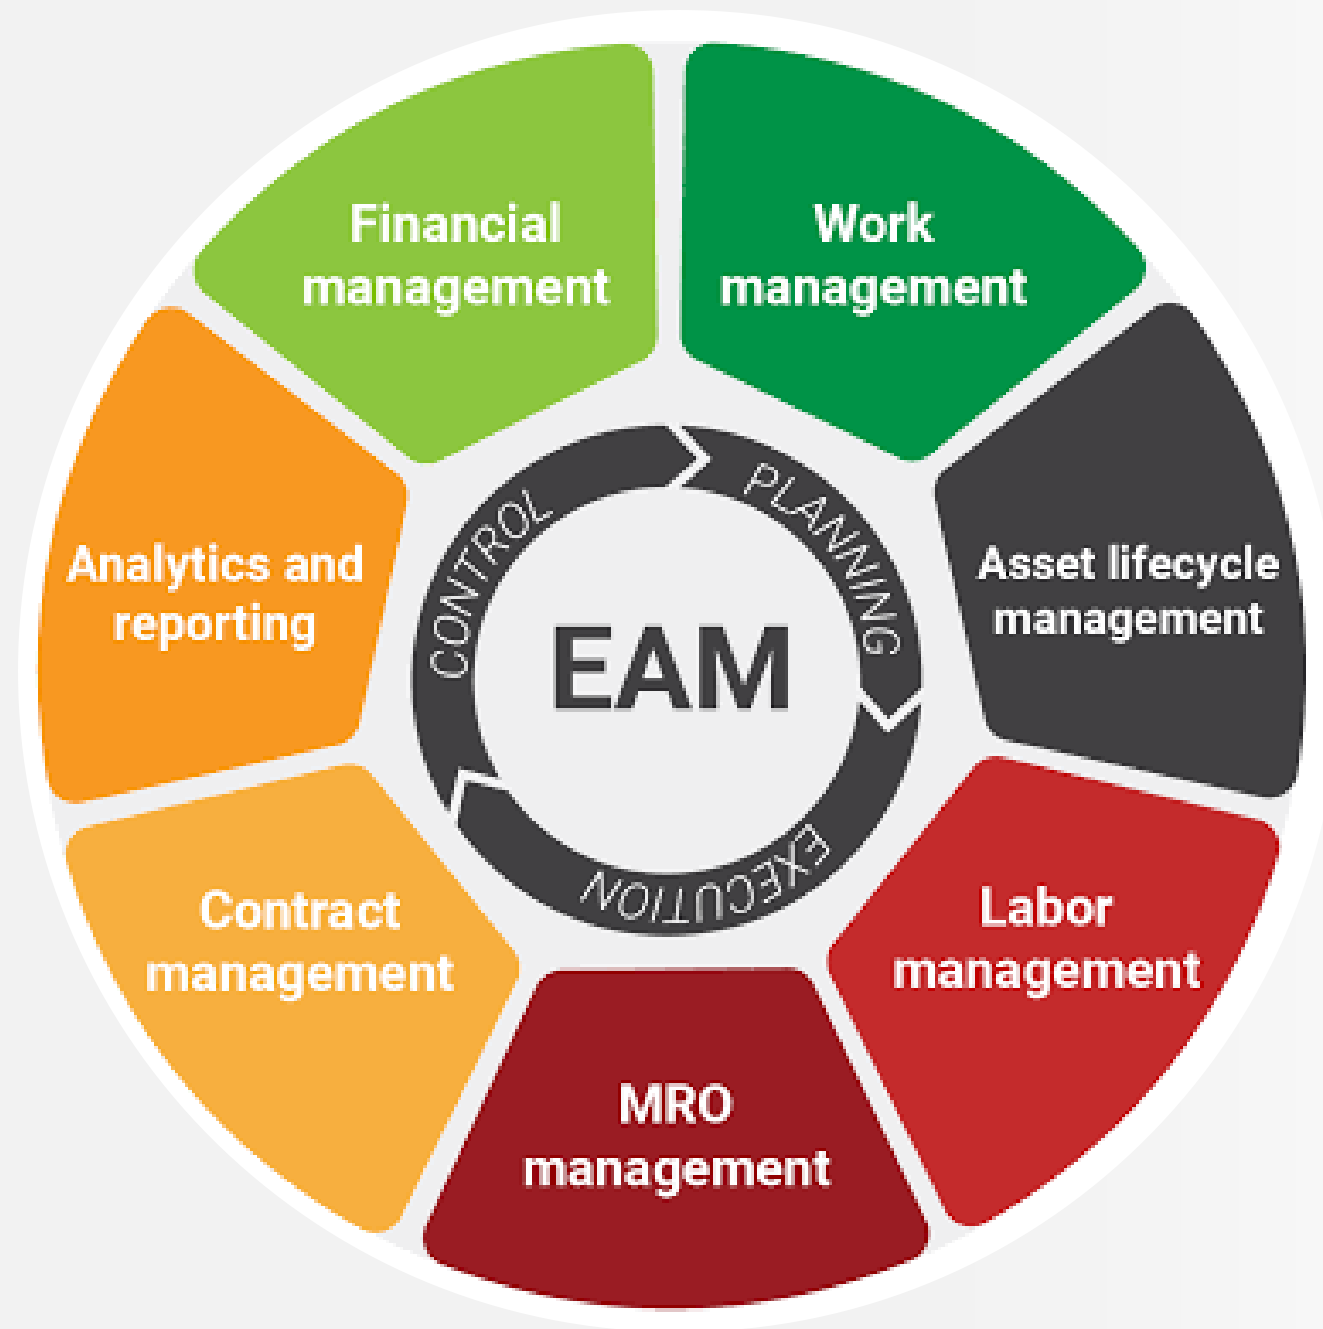 Financial
management
Work
management
Analytics and
reporting
Asset lifecycle
management
CONTROL
PLANNING
EAM
EXECUTION
Contract
management
Labor
management
MRO
management